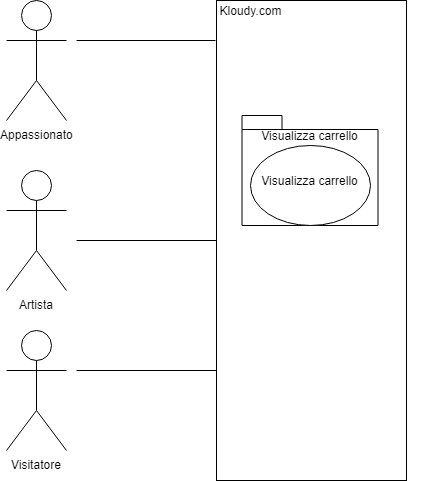 Kloudy.com
Appassionato
Visualizza carrello
Visualizza carrello
Artista
Visitatore